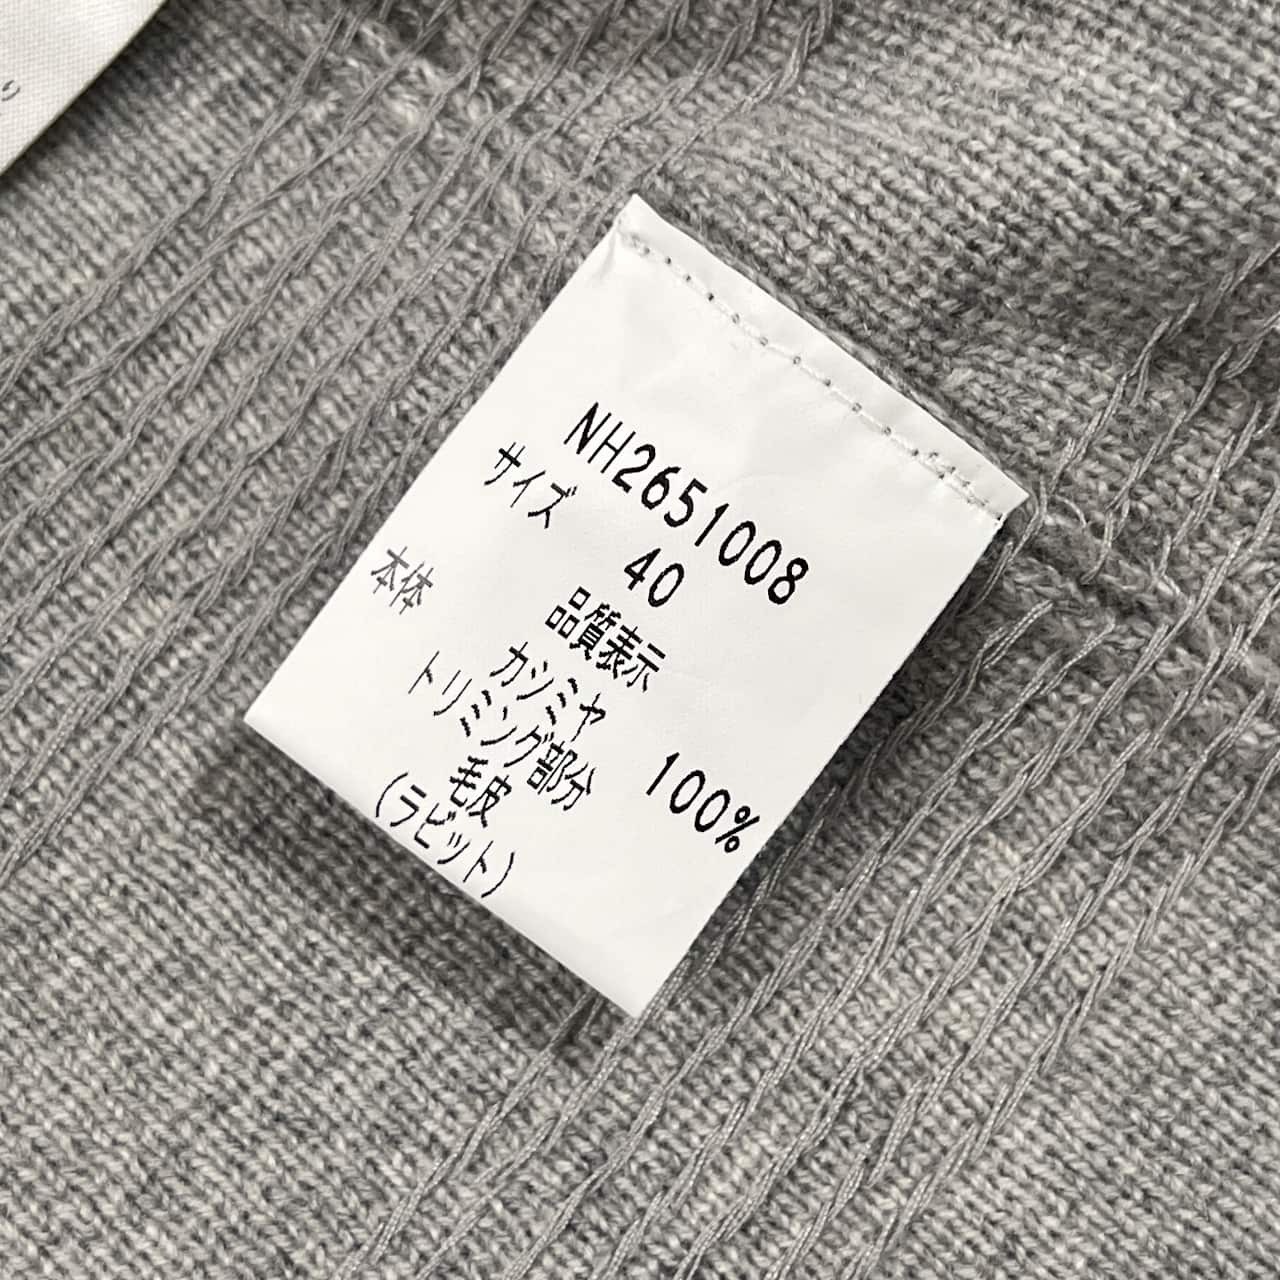 NH2651008
サイズ 40
品質表示
本体
カシミヤ 100%
トリミング部分
毛皮
(ラビット)
り